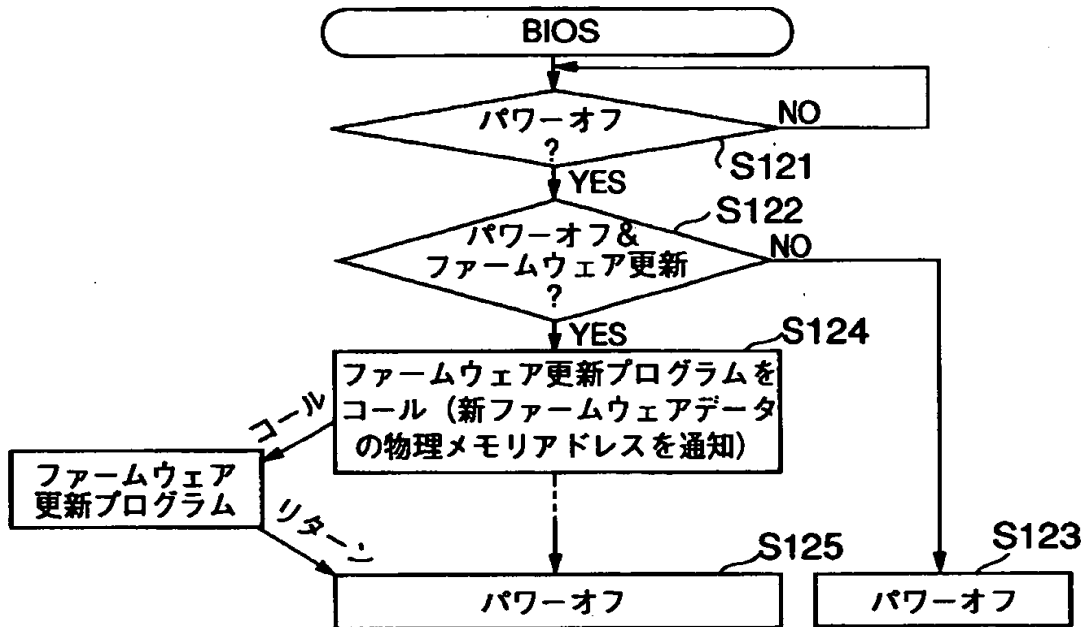 BIOS
パワーオフ
?
NO
S121
YES
S122
パワーオフ&
ファームウェア更新
?
NO
YES
S124
ファームウェア更新プログラムを
コール (新ファームウェアデータ
の物理メモリアドレスを通知)
コール
ファームウェア
更新プログラム
リターン
S125
パワーオフ
S123
パワーオフ